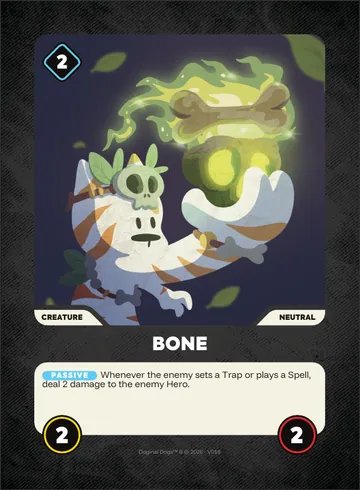 2
CREATURE
NEUTRAL
BONE
PASSIVE Whenever the enemy sets a Trap or plays a Spell,
deal 2 damage to the enemy Hero.
2
2